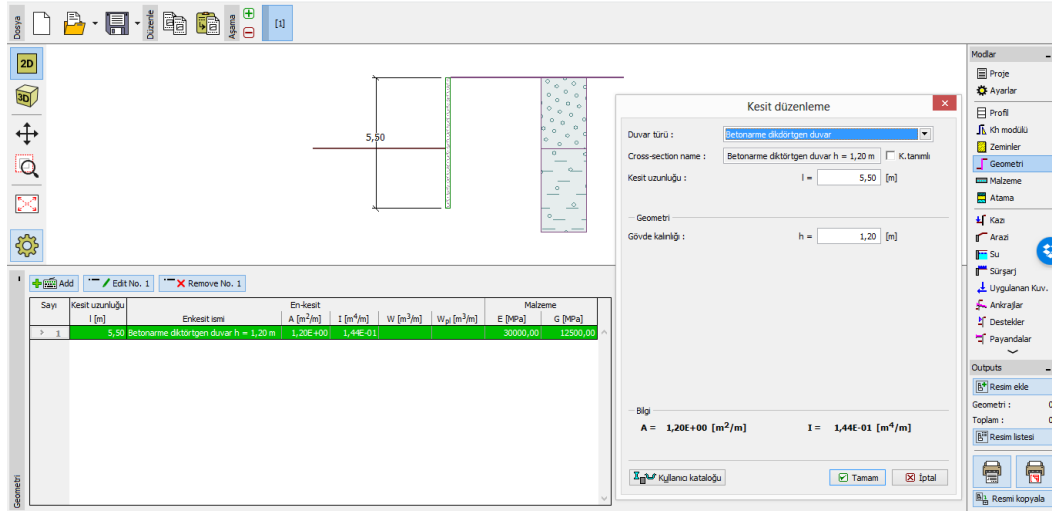 Dosya
Düzenle
Aşama
[1]
2D
3D
5,50
Kesit düzenleme
Duvar türü :
Betonarme dikdörtgen duvar
Cross-section name :
Betonarme diktörtgen duvar h = 1,20 m
K.tanımlı
Kesit uzunluğu :
l =
5,50
[m]
Geometri
Gövde kalınlığı :
h =
1,20
[m]
Bilgi
A = 1,20E+00 [m2/m]
I = 1,44E-01 [m4/m]
Kullanıcı kataloğu
Tamam
İptal
Add
Edit No. 1
Remove No. 1
Sayı
Kesit uzunluğu
En-kesit
Malzeme
l [m]
Enkesit ismi
A [m2/m]
I [m4/m]
W [m3/m]
Wpl [m3/m]
E [MPa]
G [MPa]
1
5,50
Betonarme diktörtgen duvar h = 1,20 m
1,20E+00
1,44E-01
30000,00
12500,00
Geometri
Modlar
Proje
Ayarlar
Profil
Kh modülü
Zeminler
Geometri
Malzeme
Atama
Kazı
Arazi
Su
Sürşarj
Uygulanan Kuv.
Ankrajlar
Destekler
Payandalar
Outputs
Resim ekle
Geometri :
0
Toplam :
0
Resim listesi
Resmi kopyala